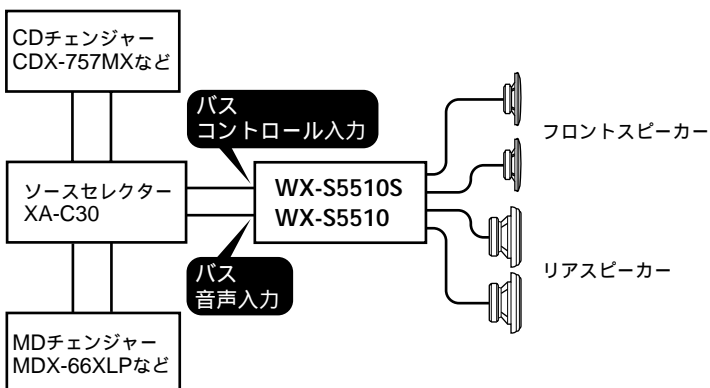 CDチェンジャー
CDX-757MXなど
バス
コントロール入力
フロントスピーカー
ソースセレクター
XA-C30
WX-S5510S
WX-S5510
バス
音声入力
リアスピーカー
MDチェンジャー
MDX-66XLPなど